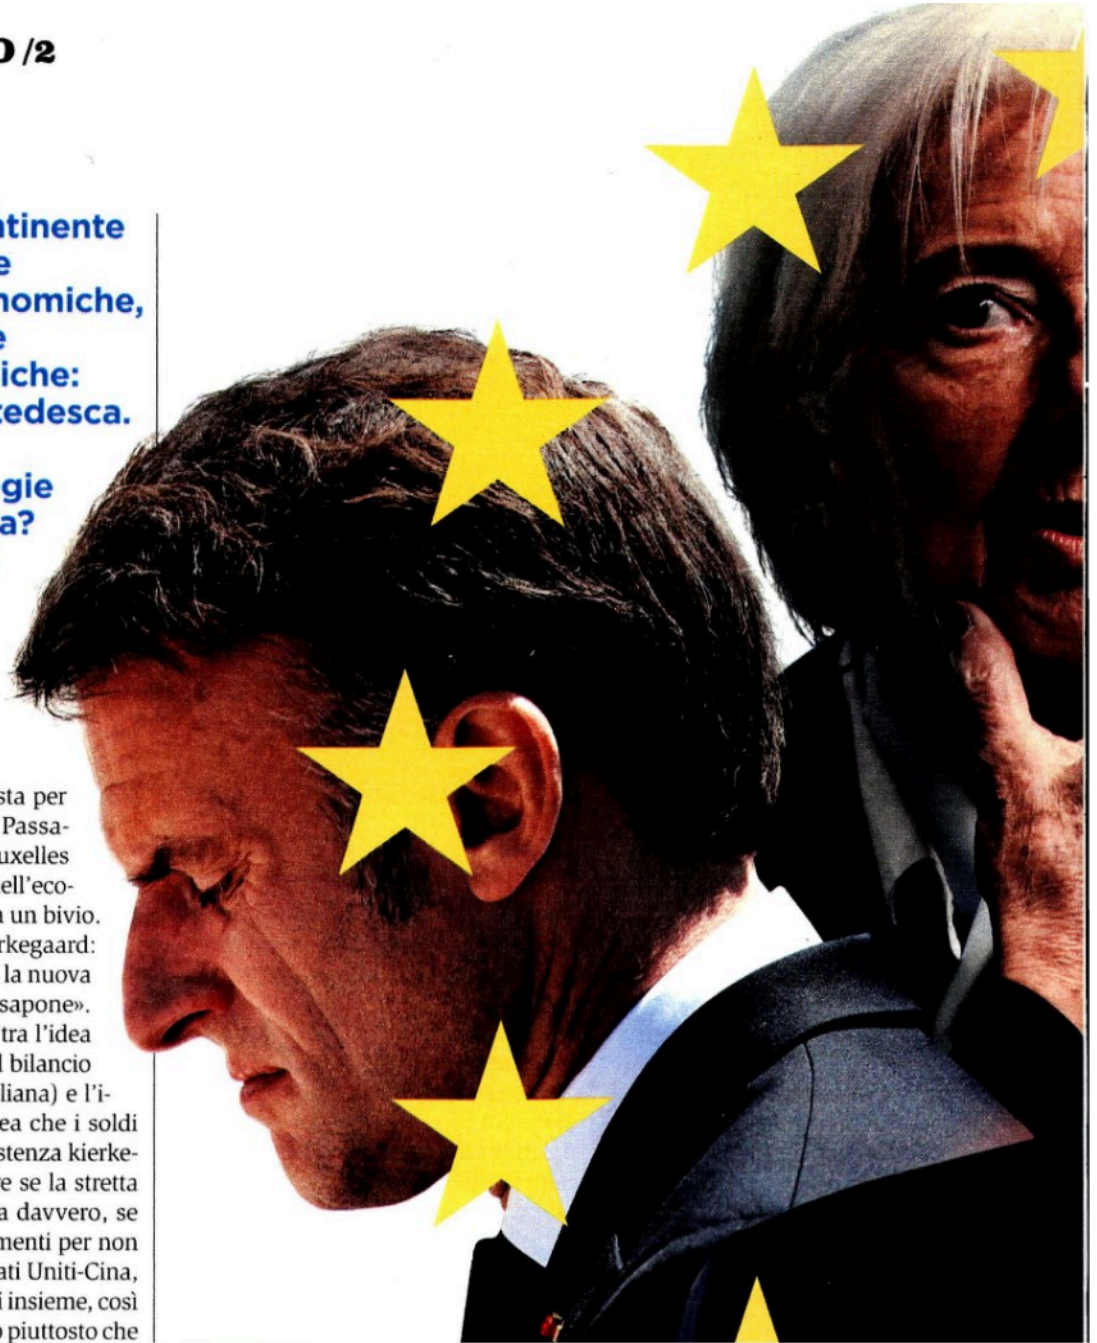 O/2
ntinente
e
nomiche,
e
iche:
tedesca.
gie
a?
sta per
Passa-
uxelles
ell'eco-
a un bivio.
rkegaard:
la nuova
sapone».
tra l'idea
l bilancio
liana) e l'i-
ea che i soldi
stenza kierke-
e se la stretta
a davvero, se
menti per non
ati Uniti-Cina,
i insieme, così
o piuttosto che